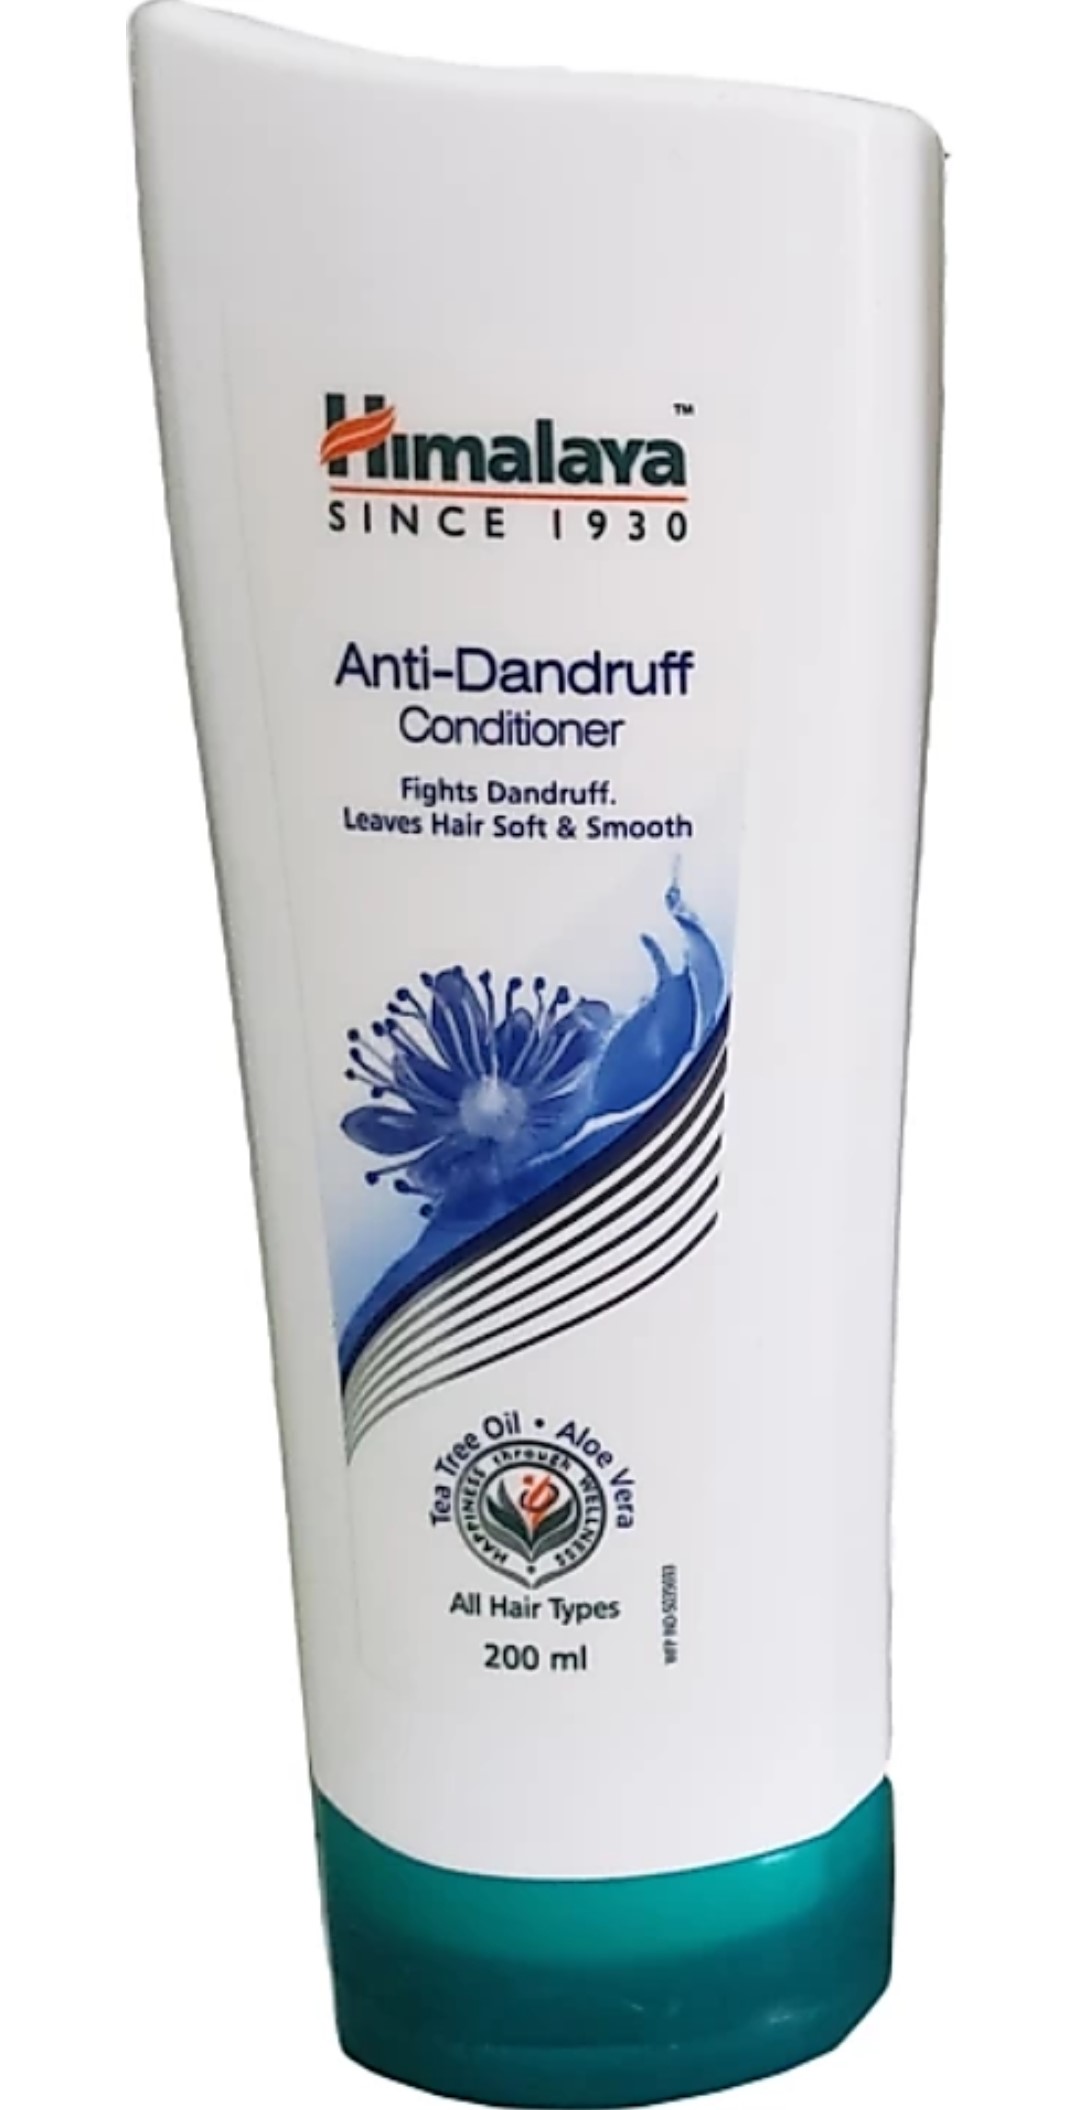 Himalaya™
SINCE 1930
Anti-Dandruff
Conditioner
Fights Dandruff.
Leaves Hair Soft & Smooth
Tea Tree Oil • Aloe Vera
HAPPINESS through WELLNESS •
All Hair Types
200 ml